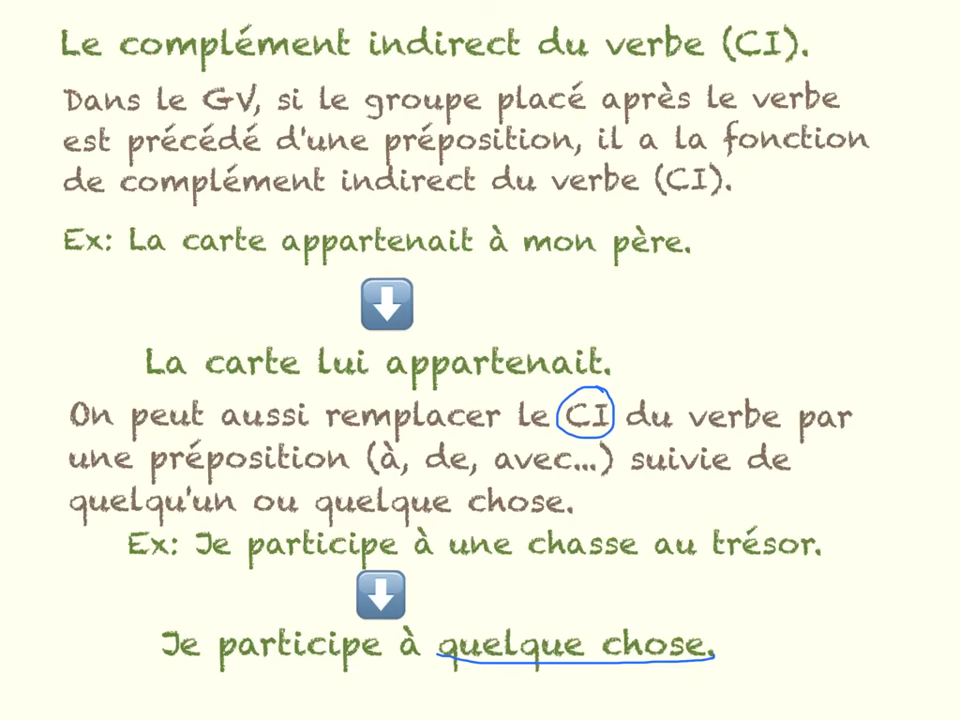 Le complément indirect du verbe (CI).
Dans le GV, si le groupe placé après le verbe
est précédé d'une préposition, il a la fonction
de complément indirect du verbe (CI).
Ex: La carte appartenait à mon père.
La carte lui appartenait.
On peut aussi remplacer le CI du verbe par
une préposition (à, de, avec...) suivie de
quelqu'un ou quelque chose.
Ex: Je participe à une chasse au trésor.
Je participe à quelque chose.